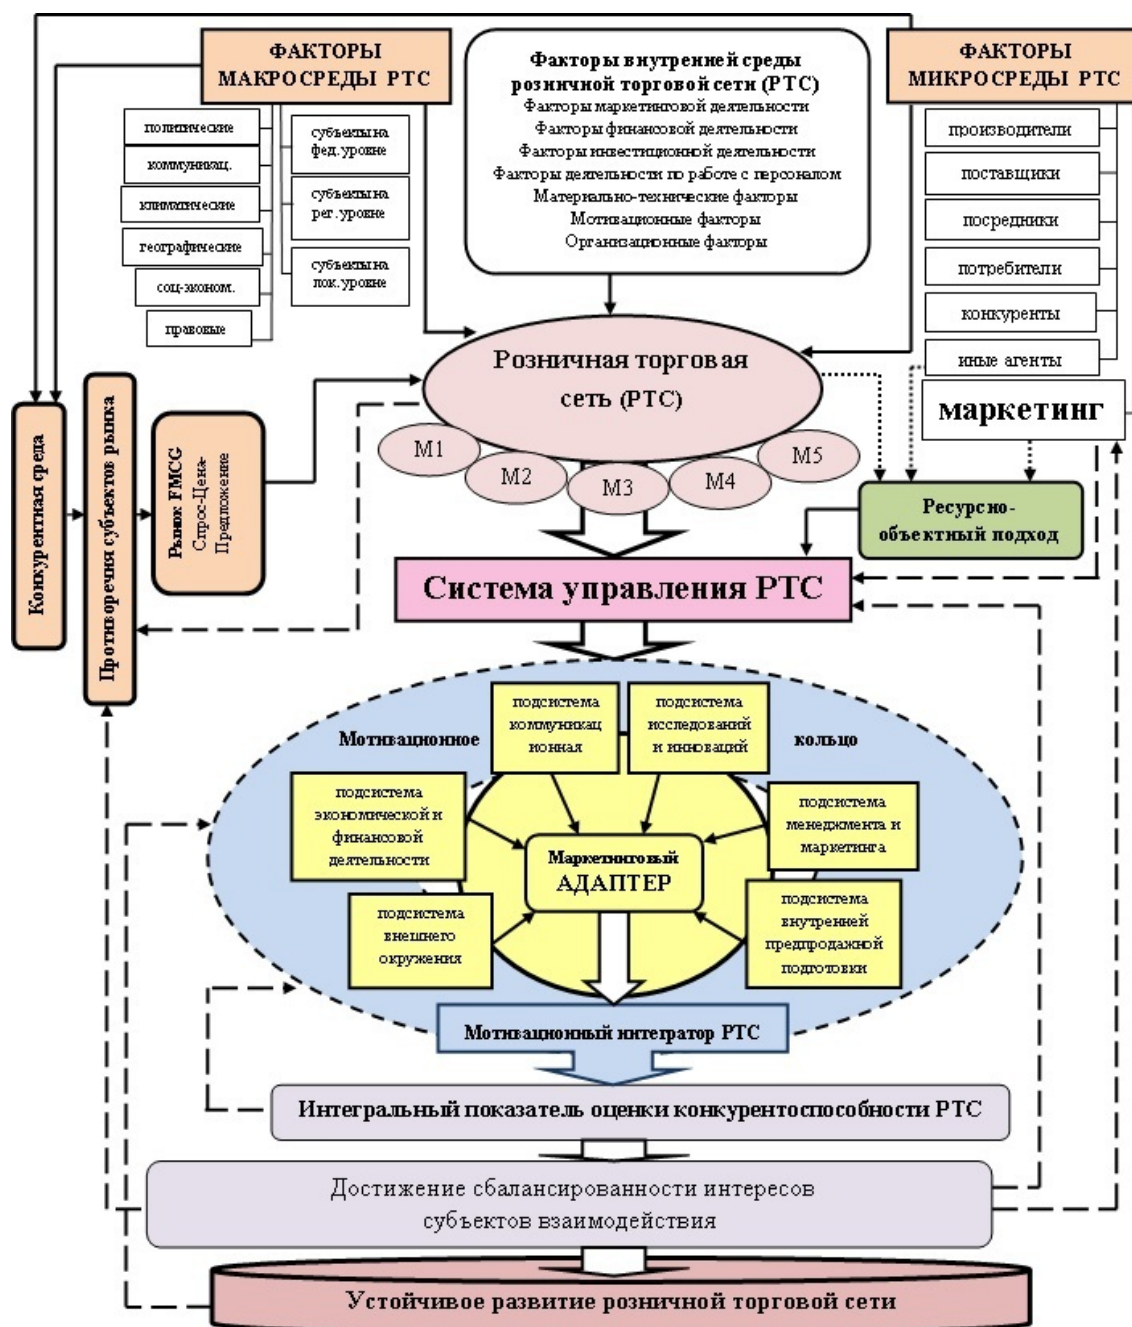 ФАКТОРЫ
МАКРОСРЕДЫ РТС
политические
коммуникац.
климатические
географические
соц-эконом.
правовые
субъекты на
фед. уровне
субъекты на
рег. уровне
субъекты на
лок. уровне
Факторы внутренней среды
розничной торговой сети (РТС)
Факторы маркетинговой деятельности
Факторы финансовой деятельности
Факторы инвестиционной деятельности
Факторы деятельности по работе с персоналом
Материально-технические факторы
Мотивационные факторы
Организационные факторы
ФАКТОРЫ
МИКРОСРЕДЫ РТС
производители
поставщики
посредники
потребители
конкуренты
иные агенты
маркетинг
Розничная торговая
сеть (РТС)
М1
М2
М3
М4
М5
Конкурентная среда
Противоречия субъектов рынка
Рынок FMCG
Спрос-Цена-
Предложение
Ресурсно-
объектный подход
Система управления РТС
Мотивационное
кольцо
подсистема
коммуникац
ионная
подсистема
исследований
и инноваций
подсистема
экономической и
финансовой
деятельности
подсистема
менеджмента и
маркетинга
Маркетинговый
АДАПТЕР
подсистема
внешнего
окружения
подсистема
внутренней
предпродажной
подготовки
Мотивационный интегратор РТС
Интегральный показатель оценки конкурентоспособности РТС
Достижение сбалансированности интересов
субъектов взаимодействия
Устойчивое развитие розничной торговой сети